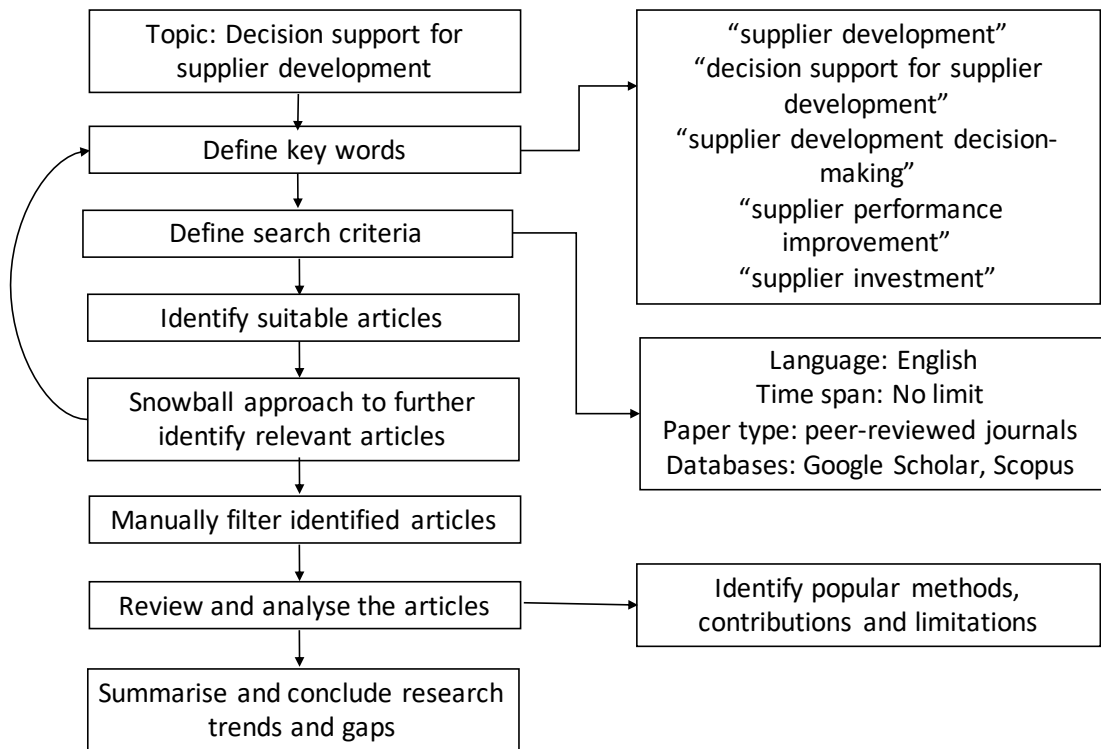 Topic: Decision support for
supplier development
Define key words
Define search criteria
Identify suitable articles
Snowball approach to further
identify relevant articles
Manually filter identified articles
Review and analyse the articles
Summarise and conclude research
trends and gaps
“supplier development”
“decision support for supplier
development”
“supplier development decision-
making”
“supplier performance
improvement”
“supplier investment”
Language: English
Time span: No limit
Paper type: peer-reviewed journals
Databases: Google Scholar, Scopus
Identify popular methods,
contributions and limitations